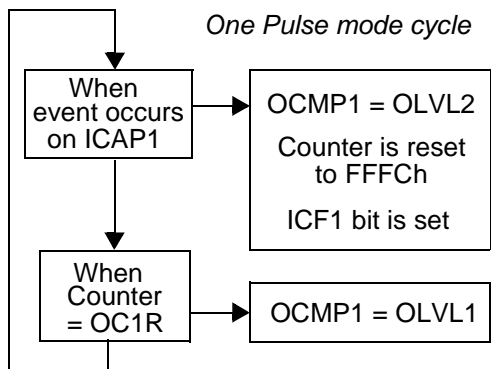 One Pulse mode cycle
When
event occurs
on ICAP1
OCMP1 = OLVL2
Counter is reset
to FFFCh
ICF1 bit is set
When
Counter
= OC1R
OCMP1 = OLVL1